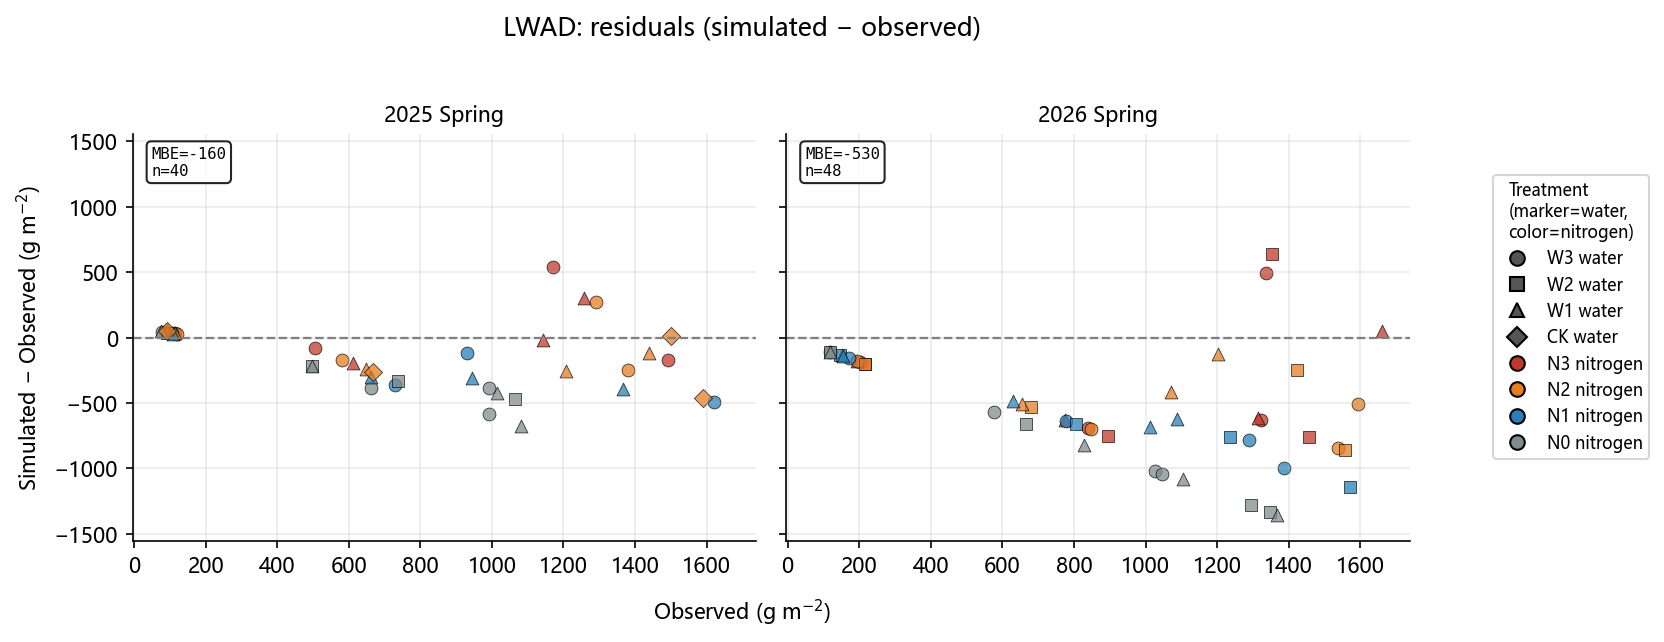 LWAD: residuals (simulated − observed)
2025 Spring
2026 Spring
MBE=-160
n=40
MBE=-530
n=48
1500
1000
500
0
−500
−1000
−1500
Simulated − Observed (g m⁻²)
0 200 400 600 800 1000 1200 1400 1600
0 200 400 600 800 1000 1200 1400 1600
Observed (g m⁻²)
Treatment
(marker=water,
color=nitrogen)
W3 water
W2 water
W1 water
CK water
N3 nitrogen
N2 nitrogen
N1 nitrogen
N0 nitrogen